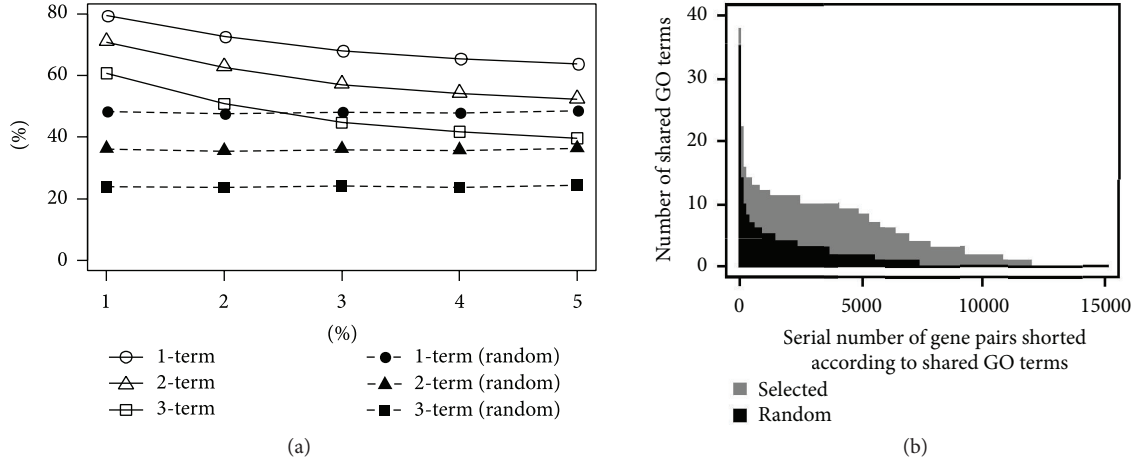 80
60
40
20
0
(%)
1
2
3
4
5
(%)
1-term
2-term
3-term
1-term (random)
2-term (random)
3-term (random)
(a)
40
30
20
10
0
Number of shared GO terms
0
5000
10000
15000
Serial number of gene pairs shorted
according to shared GO terms
Selected
Random
(b)